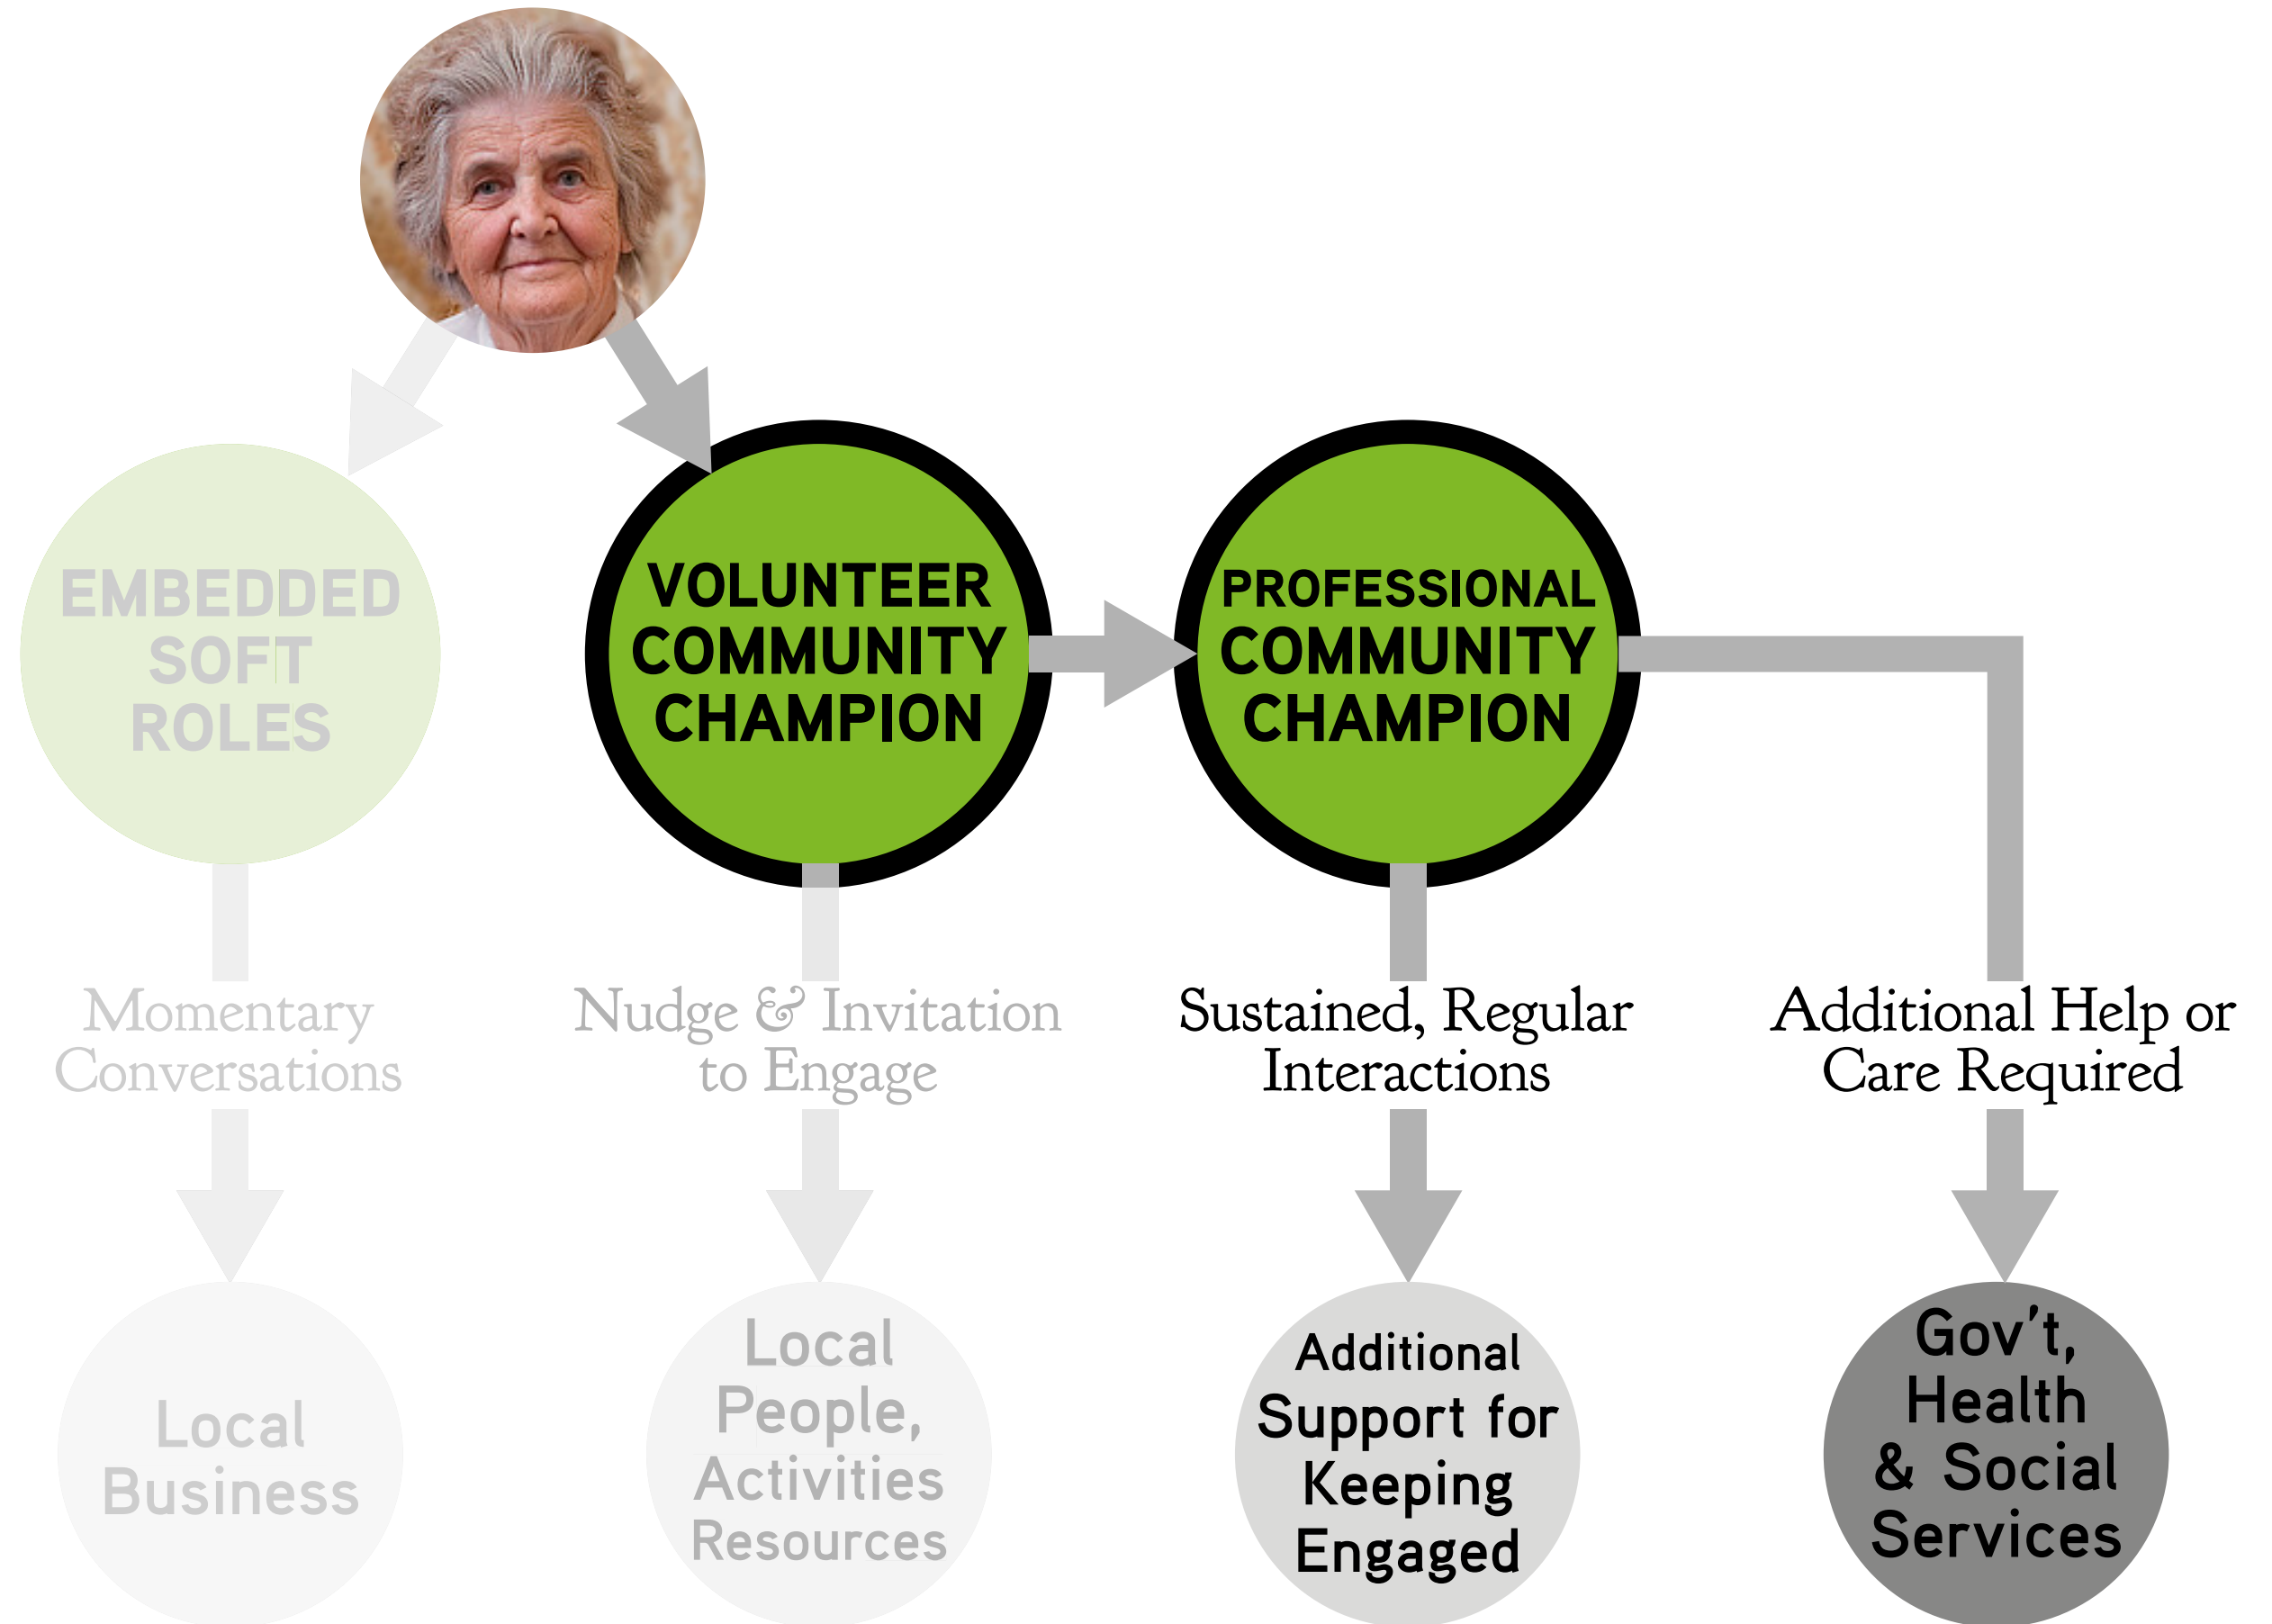 EMBEDDED
SOFT
ROLES
VOLUNTEER
COMMUNITY
CHAMPION
PROFESSIONAL
COMMUNITY
CHAMPION
Momentary
Conversations
Nudge & Invitation
to Engage
Sustained, Regular
Interactions
Additional Help or
Care Required
Local
Business
Local
People,
Activities
Resources
Additional
Support for
Keeping
Engaged
Gov't,
Health
& Social
Services